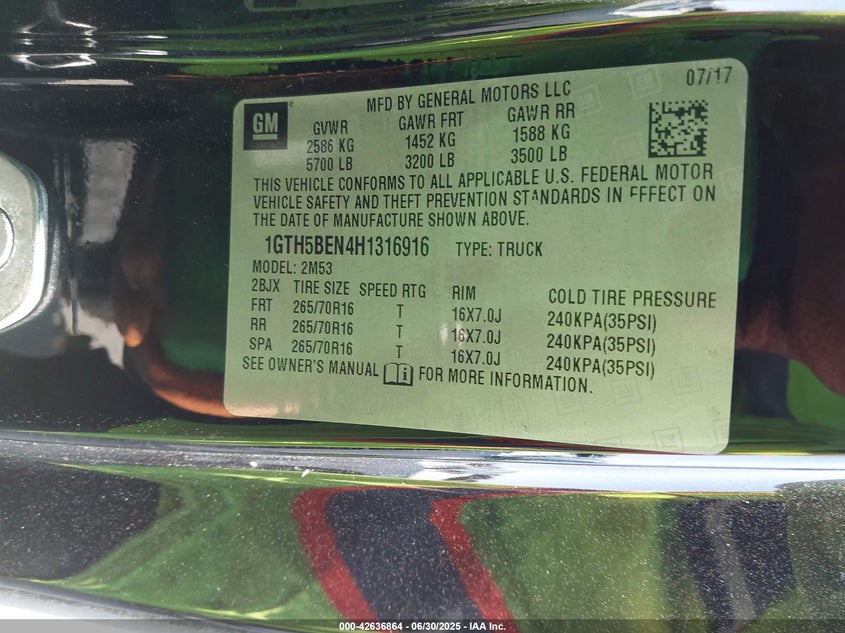 07/17
MFD BY GENERAL MOTORS LLC
GM
GVWR GAWR FRT GAWR RR
2586 KG 1452 KG 1588 KG
5700 LB 3200 LB 3500 LB
THIS VEHICLE CONFORMS TO ALL APPLICABLE U.S. FEDERAL MOTOR
VEHICLE SAFETY AND THEFT PREVENTION STANDARDS IN EFFECT ON
THE DATE OF MANUFACTURE SHOWN ABOVE.
1GTH5BEN4H1316916 TYPE: TRUCK
MODEL: 2M53
2BJX TIRE SIZE SPEED RTG RIM COLD TIRE PRESSURE
FRT 265/70R16 T 16X7.0J 240KPA(35PSI)
RR 265/70R16 T 16X7.0J 240KPA(35PSI)
SPA 265/70R16 T 16X7.0J 240KPA(35PSI)
SEE OWNER'S MANUAL FOR MORE INFORMATION.
000-42636864 - 06/30/2025 - IAA Inc.